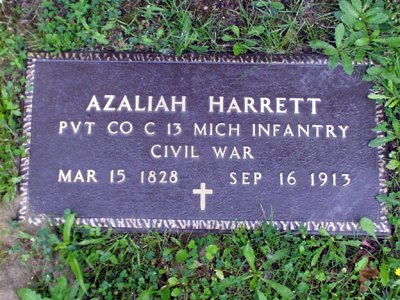 AZALIAH HARRETT
PVT CO C 13 MICH INFANTRY
CIVIL WAR
MAR 15 1828 SEP 16 1913